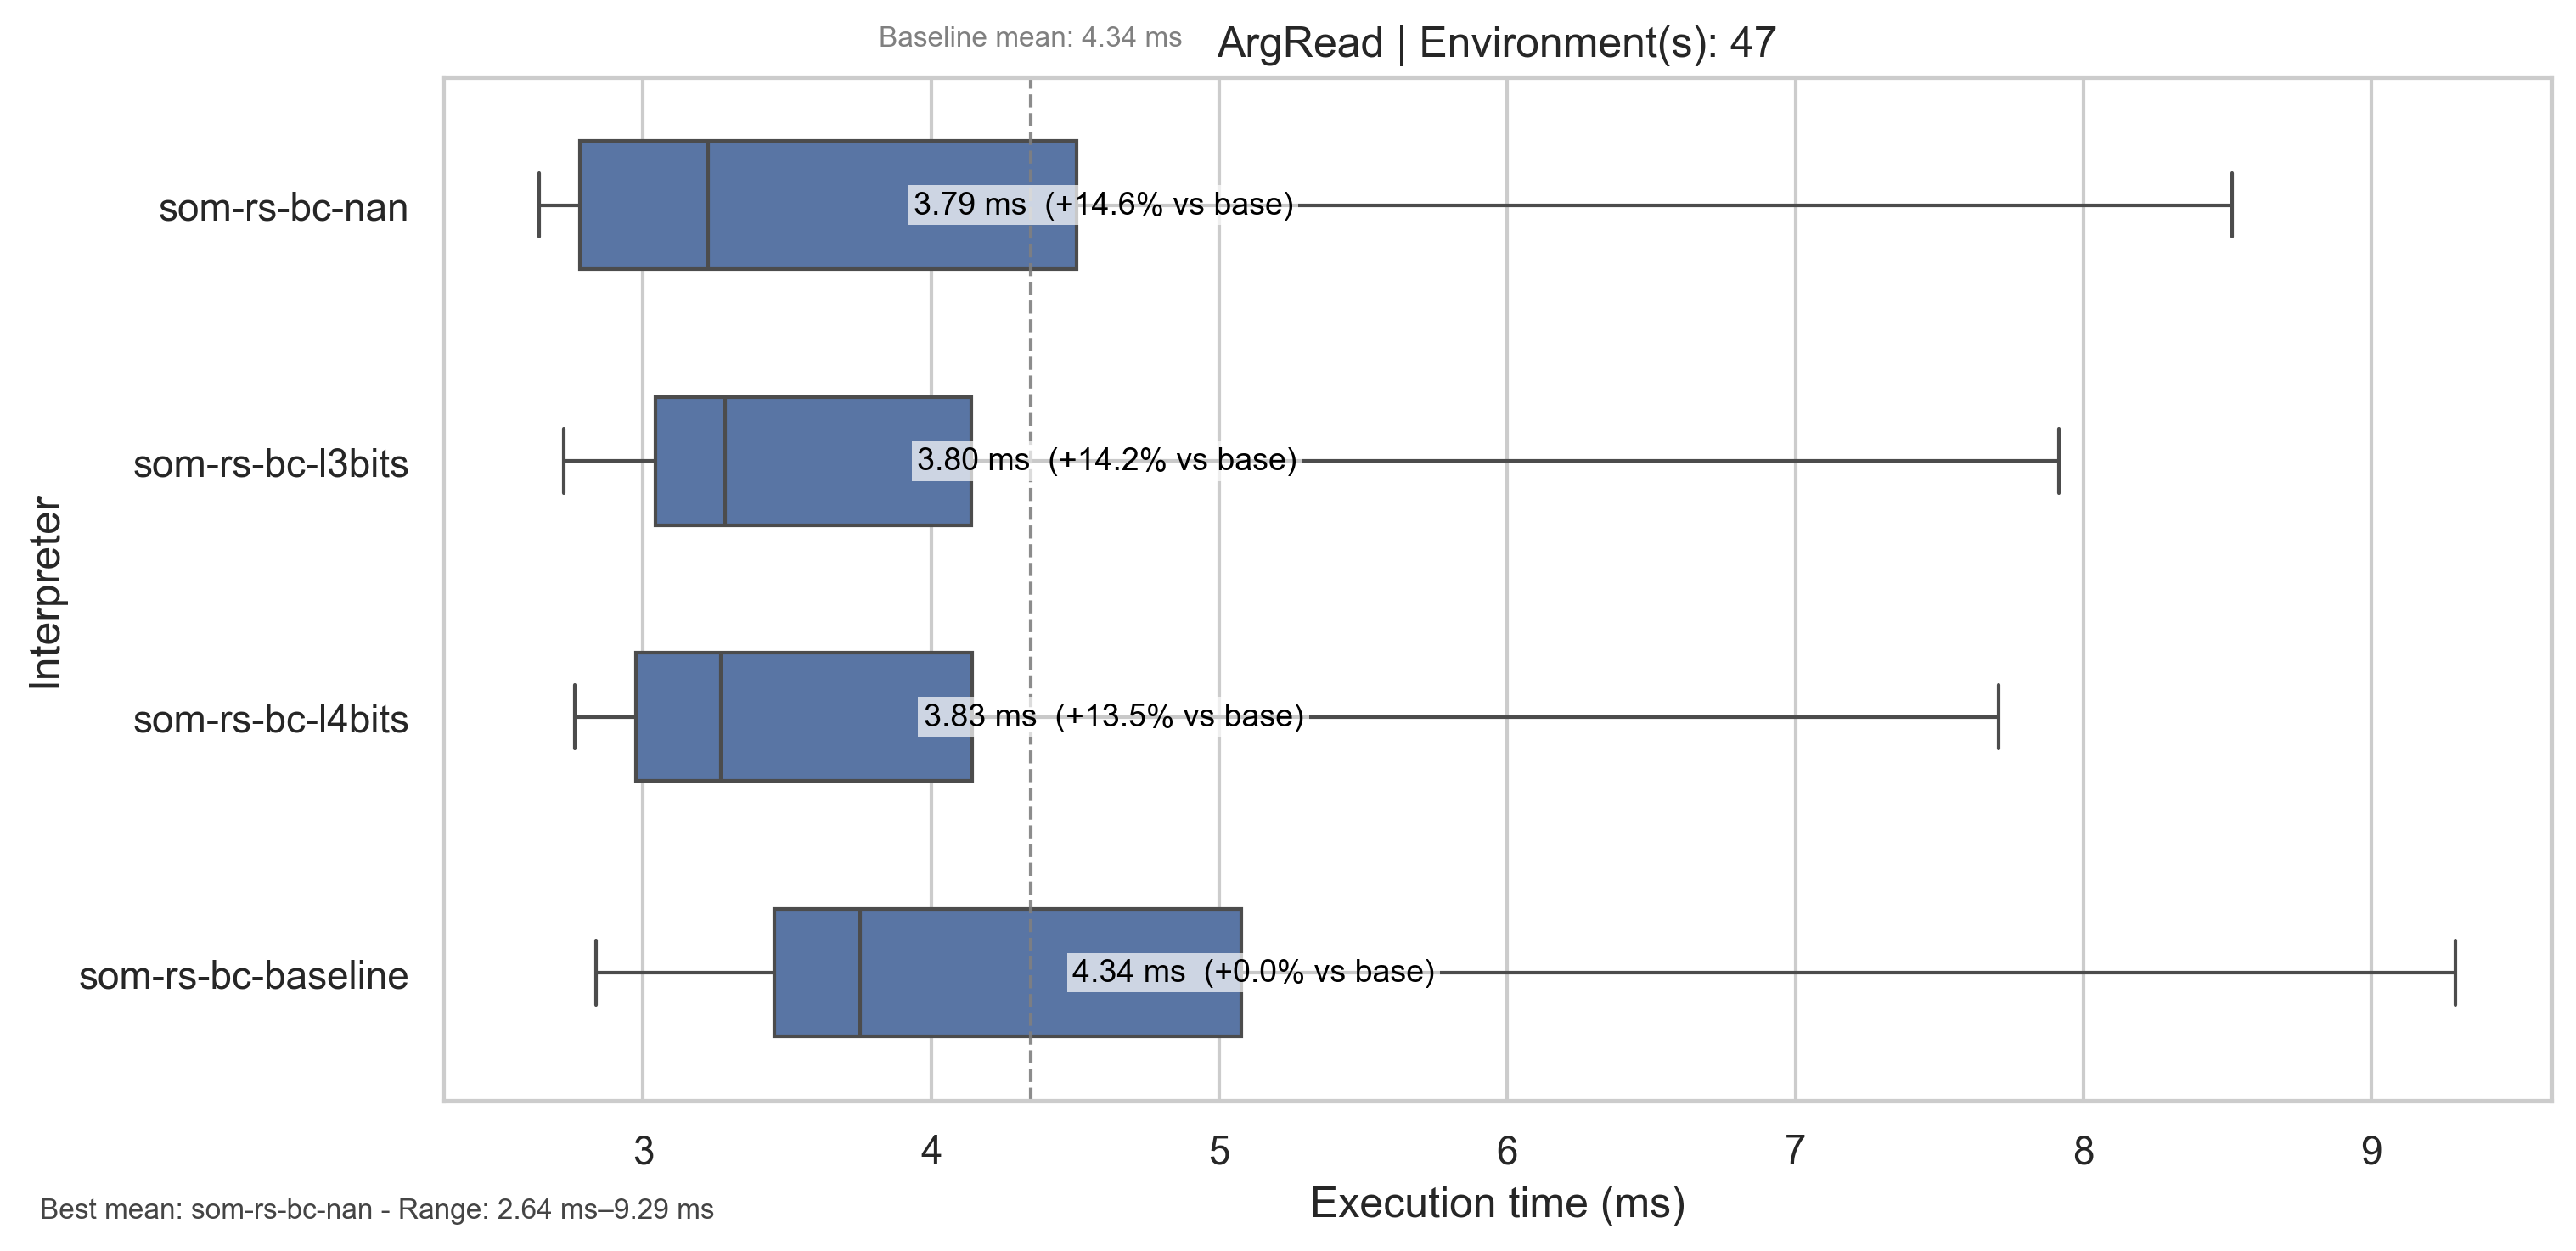 Baseline mean: 4.34 ms
ArgRead | Environment(s): 47
Interpreter
som-rs-bc-nan
3.79 ms (+14.6% vs base)
som-rs-bc-l3bits
3.80 ms (+14.2% vs base)
som-rs-bc-l4bits
3.83 ms (+13.5% vs base)
som-rs-bc-baseline
4.34 ms (+0.0% vs base)
3 4 5 6 7 8 9
Execution time (ms)
Best mean: som-rs-bc-nan - Range: 2.64 ms–9.29 ms